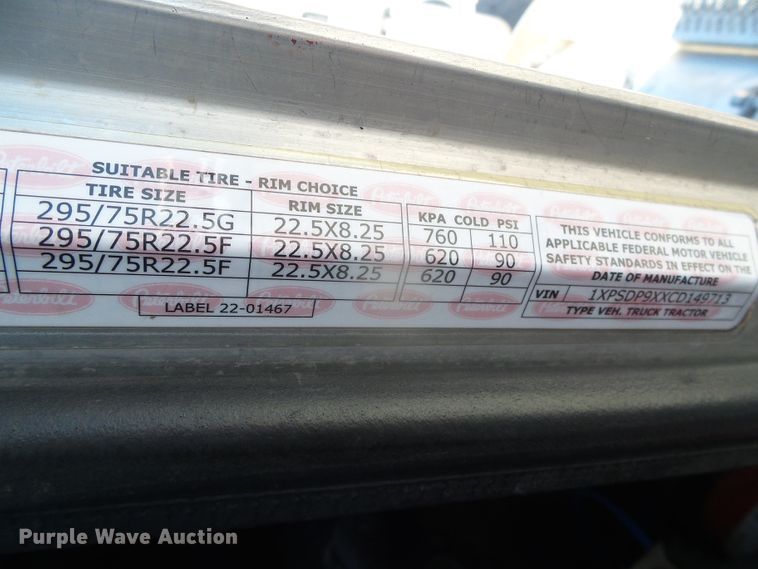 SUITABLE TIRE - RIM CHOICE
TIRE SIZE RIM SIZE KPA COLD PSI
295/75R22.5G 22.5X8.25 760 110
295/75R22.5F 22.5X8.25 620 90
295/75R22.5F 22.5X8.25 620 90
LABEL 22-01467
THIS VEHICLE CONFORMS TO ALL
APPLICABLE FEDERAL MOTOR VEHICLE
SAFETY STANDARDS IN EFFECT ON THE
DATE OF MANUFACTURE
VIN 1XPSDP9XXCD149713
TYPE VEH. TRUCK TRACTOR
Peterbilt
Purple Wave Auction